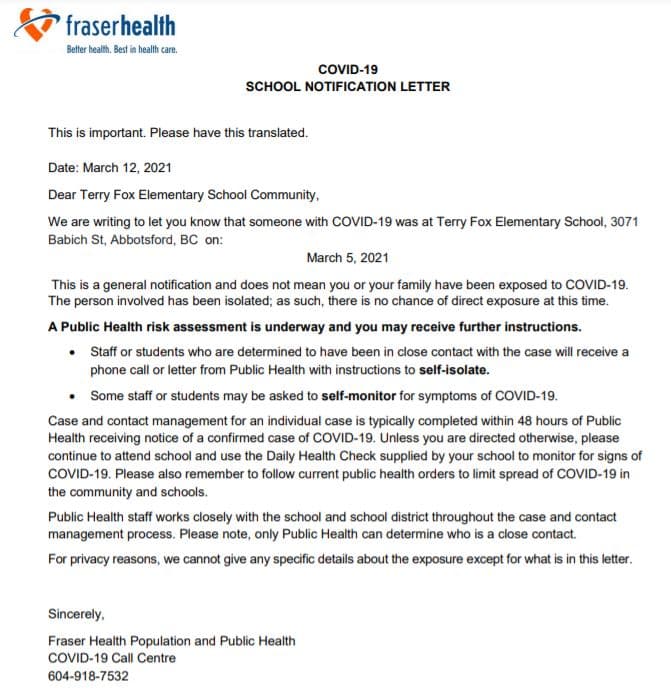 fraserhealth
Better health. Best in health care.
COVID-19
SCHOOL NOTIFICATION LETTER
This is important. Please have this translated.
Date: March 12, 2021
Dear Terry Fox Elementary School Community,
We are writing to let you know that someone with COVID-19 was at Terry Fox Elementary School, 3071
Babich St, Abbotsford, BC on:
March 5, 2021
This is a general notification and does not mean you or your family have been exposed to COVID-19.
The person involved has been isolated; as such, there is no chance of direct exposure at this time.
A Public Health risk assessment is underway and you may receive further instructions.
• Staff or students who are determined to have been in close contact with the case will receive a
phone call or letter from Public Health with instructions to self-isolate.
• Some staff or students may be asked to self-monitor for symptoms of COVID-19.
Case and contact management for an individual case is typically completed within 48 hours of Public
Health receiving notice of a confirmed case of COVID-19. Unless you are directed otherwise, please
continue to attend school and use the Daily Health Check supplied by your school to monitor for signs of
COVID-19. Please also remember to follow current public health orders to limit spread of COVID-19 in
the community and schools.
Public Health staff works closely with the school and school district throughout the case and contact
management process. Please note, only Public Health can determine who is a close contact.
For privacy reasons, we cannot give any specific details about the exposure except for what is in this letter.
Sincerely,
Fraser Health Population and Public Health
COVID-19 Call Centre
604-918-7532